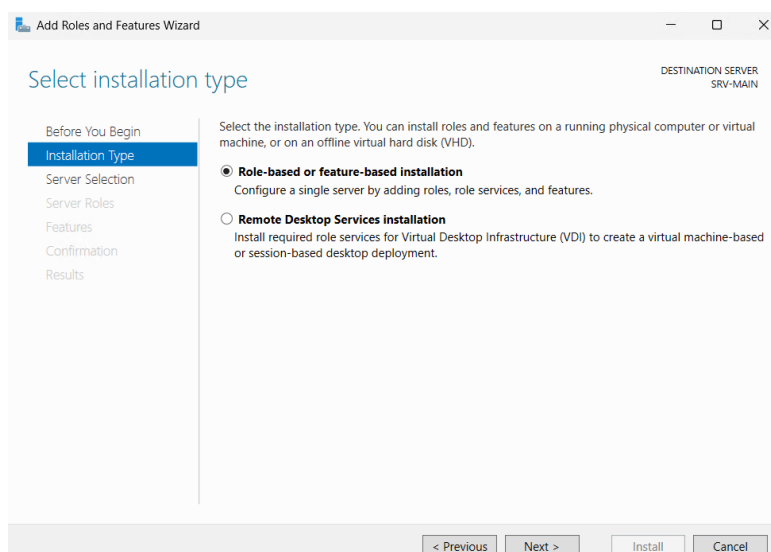 Add Roles and Features Wizard
Select installation type
DESTINATION SERVER
SRV-MAIN
Before You Begin
Installation Type
Server Selection
Server Roles
Features
Confirmation
Results
Select the installation type. You can install roles and features on a running physical computer or virtual
machine, or on an offline virtual hard disk (VHD).
Role-based or feature-based installation
Configure a single server by adding roles, role services, and features.
Remote Desktop Services installation
Install required role services for Virtual Desktop Infrastructure (VDI) to create a virtual machine-based
or session-based desktop deployment.
< Previous Next > Install Cancel